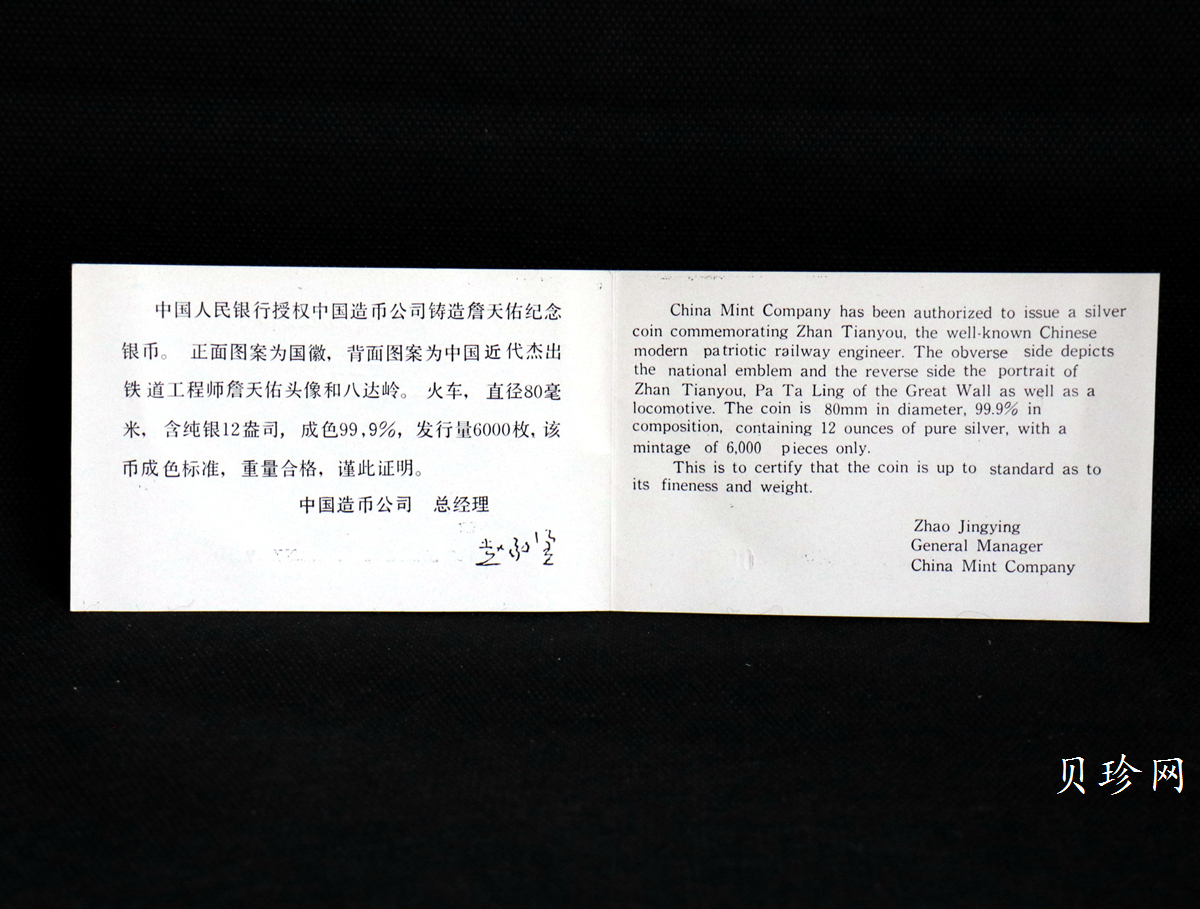 中国人民银行授权中国造币公司铸造詹天佑纪念
银币。 正面图案为国徽，背面图案为中国近代杰出
铁道工程师詹天佑头像和八达岭。 火车， 直径80毫
米， 含纯银12盎司， 成色99,9%， 发行量6000枚，该
币成色标准， 重量合格， 谨此证明。
中国造币公司 总经理
China Mint Company has been authorized to issue a silver
coin commemorating Zhan Tianyou, the well-known Chinese
modern patriotic railway engineer. The obverse side depicts
the national emblem and the reverse side the portrait of
Zhan Tianyou, Pa Ta Ling of the Great Wall as well as a
locomotive. The coin is 80mm in diameter, 99.9% in
composition, containing 12 ounces of pure silver, with a
mintage of 6,000 pieces only.
This is to certify that the coin is up to standard as to
its fineness and weight.
Zhao Jingying
General Manager
China Mint Company
贝珍网